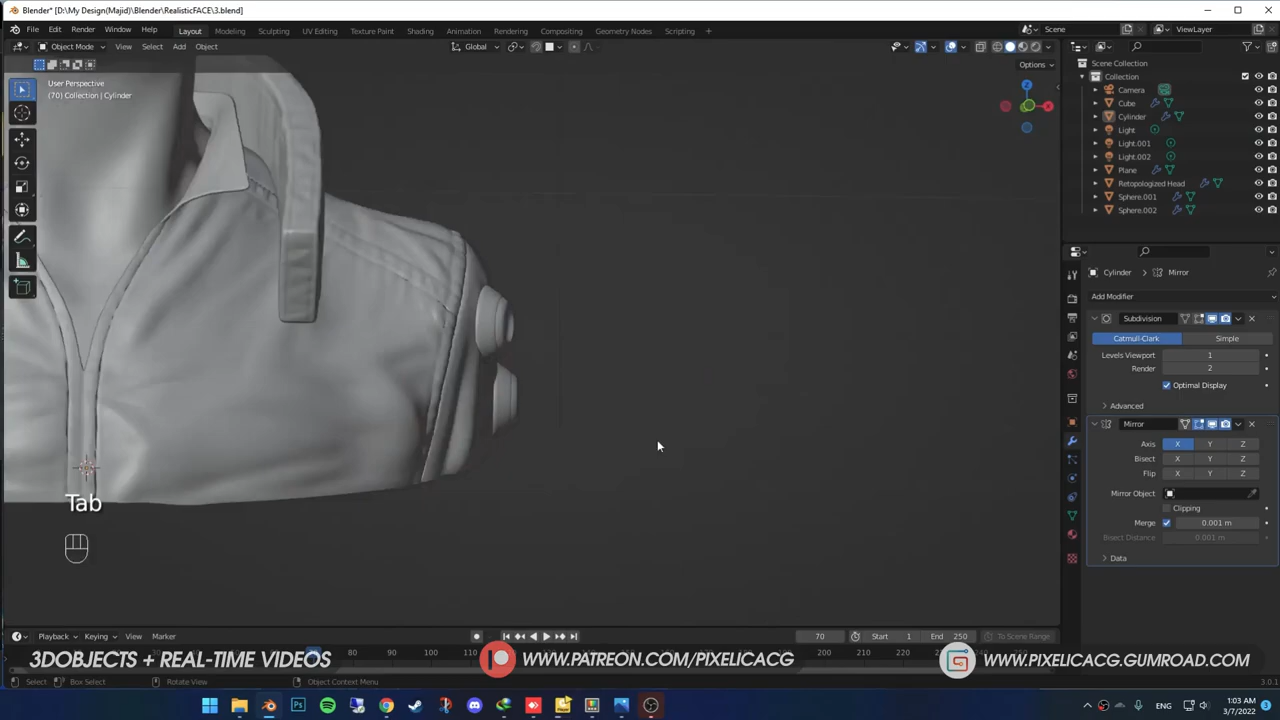 Blender* [D:\My Design(Majid)\Blender\RealisticFACE\3.blend]
File Edit Render Window Help Layout Modeling Sculpting UV Editing Texture Paint Shading Animation Rendering Compositing Geometry Nodes Scripting Scene ViewLayer
Object Mode View Select Add Object Global
Options
User Perspective
(70) Collection | Cylinder
Scene Collection
Collection
Camera
Cube
Cylinder
Light
Light.001
Light.002
Plane
Retopologized Head
Sphere.001
Sphere.002
Cylinder Mirror
Add Modifier
Subdivision
Catmull-Clark Simple
Levels Viewport 1
Render 2
Optimal Display
Advanced
Mirror
Axis X Y Z
Bisect X Y Z
Flip X Y Z
Mirror Object
Clipping
Merge 0.001 m
Bisect Distance 0.001 m
Data
Tab
Playback Keying View Marker 70 Start 1 End 250 To Scene Range
3DOBJECTS + REAL-TIME VIDEOS
WWW.PATREON.COM/PIXELICACG
WWW.PIXELICACG.GUMROAD.COM
Select Box Select Rotate View Object Context Menu 3.0.1
ENG 1:03 AM
3/7/2022